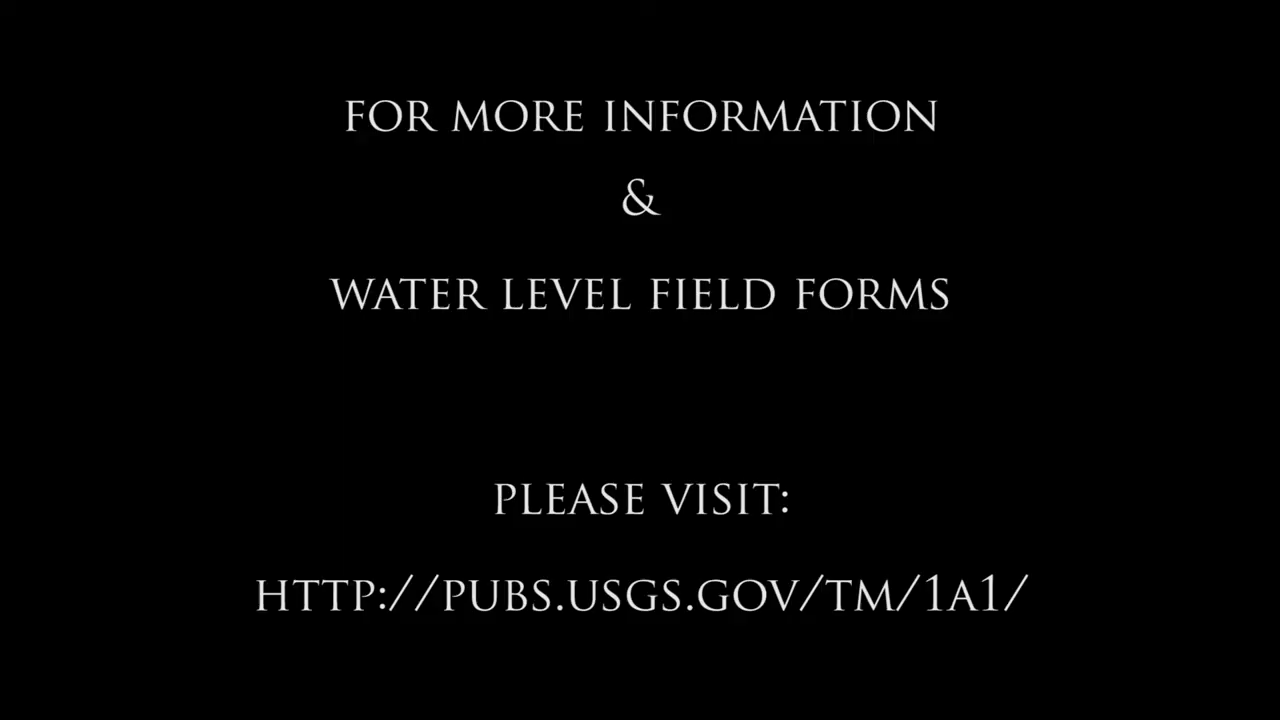 FOR MORE INFORMATION
&
WATER LEVEL FIELD FORMS
PLEASE VISIT:
HTTP://PUBS.USGS.GOV/TM/1A1/